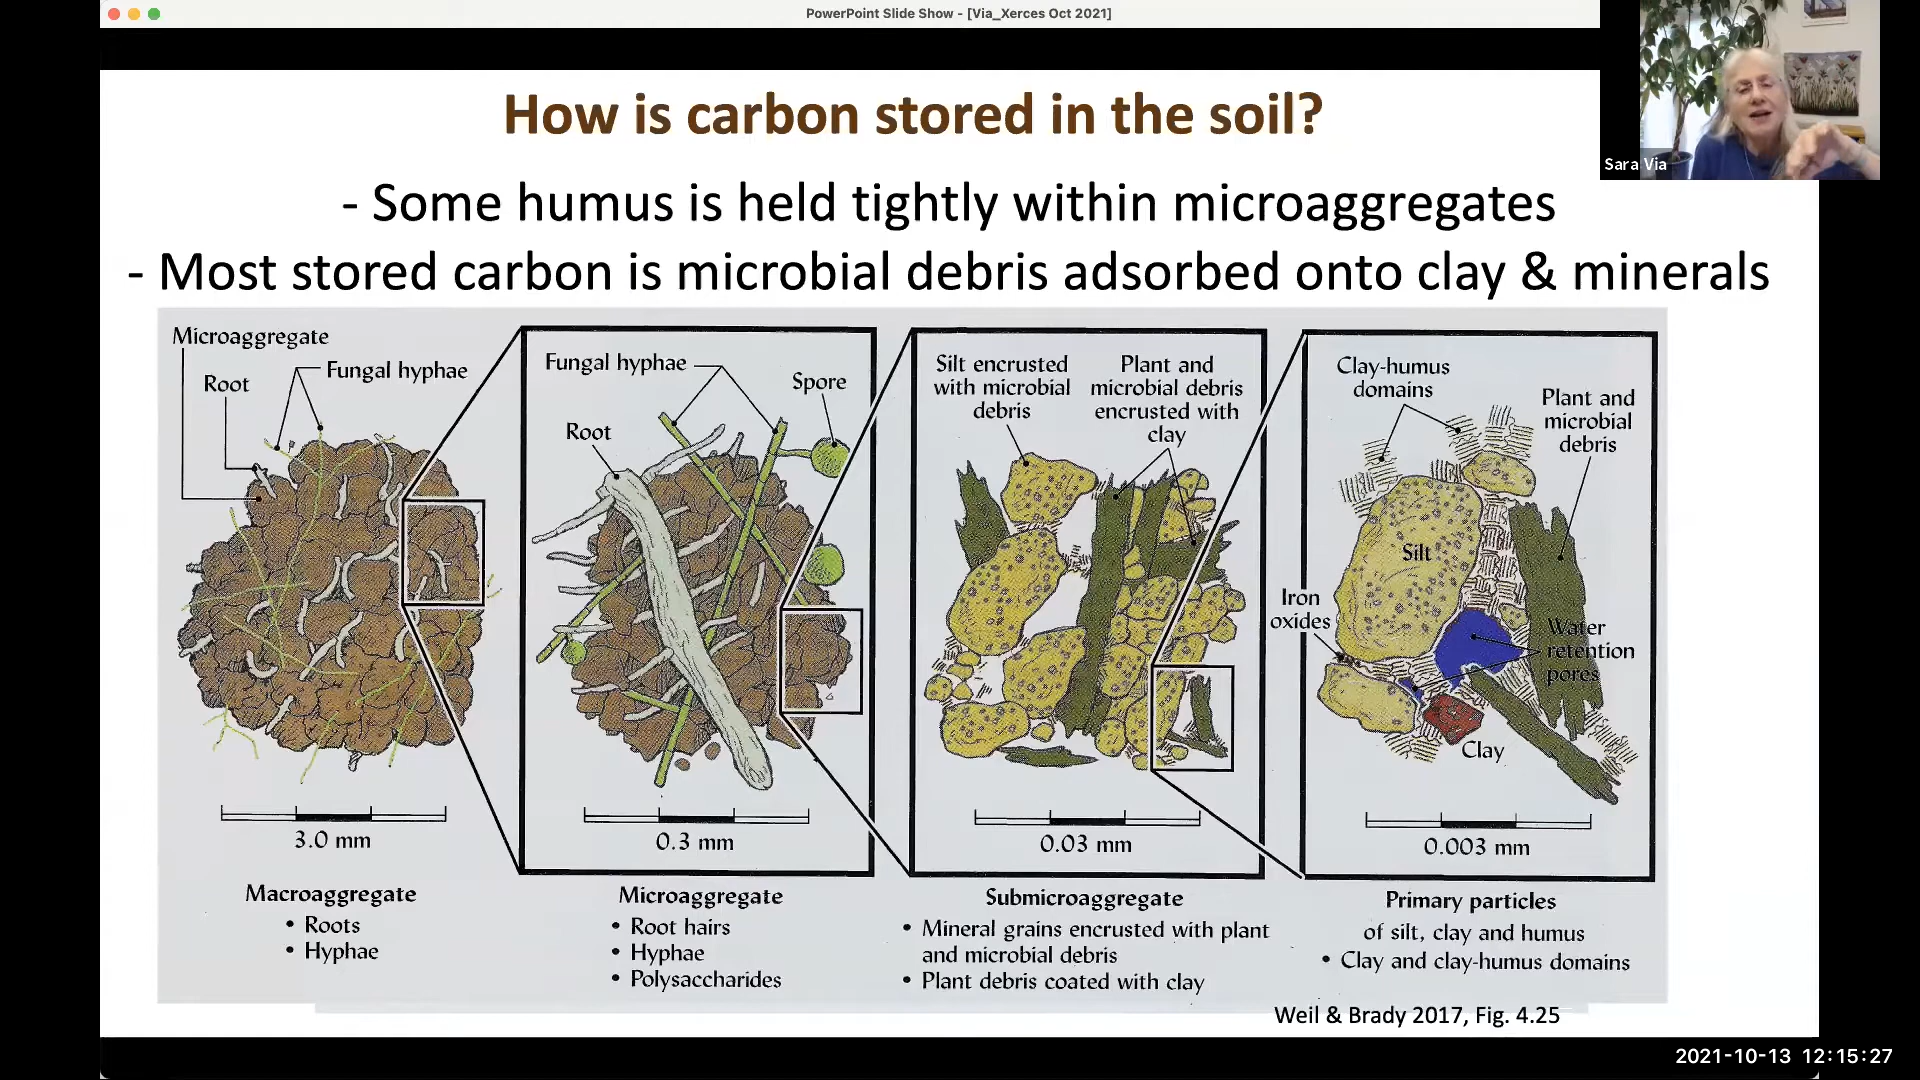 PowerPoint Slide Show - [Via_Xerces Oct 2021]
Sara Via
How is carbon stored in the soil?
- Some humus is held tightly within microaggregates
- Most stored carbon is microbial debris adsorbed onto clay & minerals
Microaggregate
Root
Fungal hyphae
3.0 mm
Macroaggregate
• Roots
• Hyphae
Fungal hyphae
Spore
Root
0.3 mm
Microaggregate
• Root hairs
• Hyphae
• Polysaccharides
Silt encrusted
with microbial
debris
Plant and
microbial debris
encrusted with
clay
0.03 mm
Submicroaggregate
• Mineral grains encrusted with plant
and microbial debris
• Plant debris coated with clay
Clay-humus
domains
Plant and
microbial
debris
Silt
Iron
oxides
Water
retention
pores
Clay
0.003 mm
Primary particles
of silt, clay and humus
• Clay and clay-humus domains
Weil & Brady 2017, Fig. 4.25
2021-10-13 12:15:27